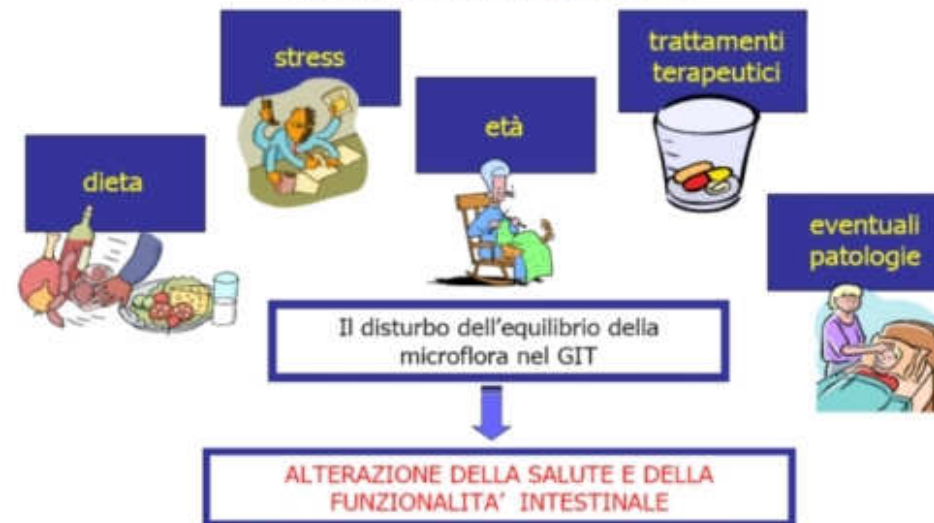 stress
trattamenti
terapeutici
età
dieta
eventuali
patologie
Il disturbo dell'equilibrio della
microflora nel GIT
ALTERAZIONE DELLA SALUTE E DELLA
FUNZIONALITA' INTESTINALE